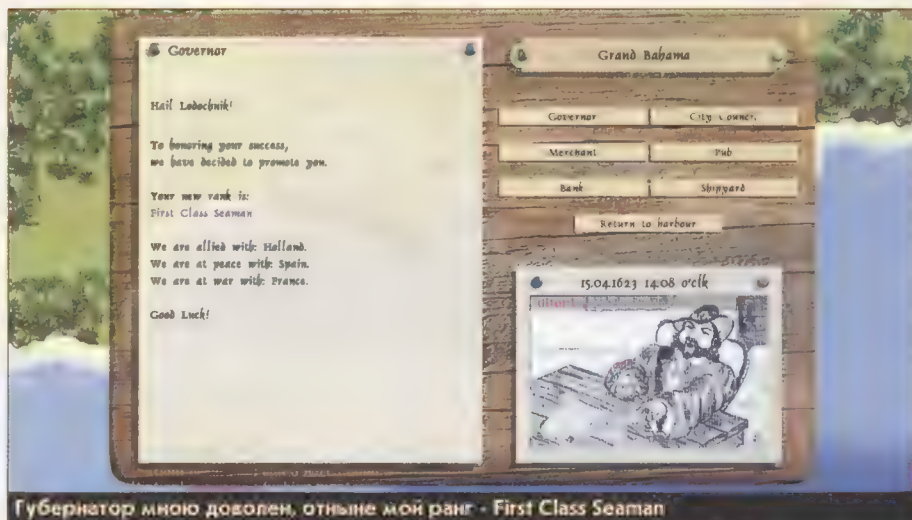 Governor
Hail Lodochnik!
To honoring your success,
we have decided to promote you.
Your new rank is:
First Class Seaman
We are allied with: Holland.
We are at peace with: Spain.
We are at war with: France.
Good Luck!
Grand Bahama
Governor
City Council
Merchant
Pub
Bank
Shipyard
Return to harbour
15.04.1623 14:08 o'clk
Губернатор мною доволен, отныне мой ранг - First Class Seaman